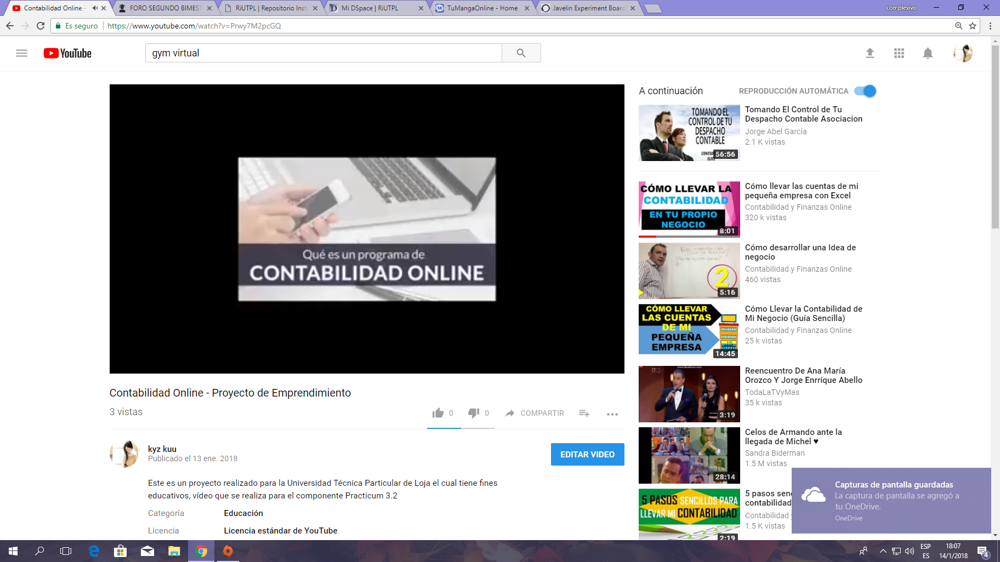 Contabilidad Online -
FORO SEGUNDO BIMEST
RiUTPL | Repositorio Insti
Mi DSpace | RiUTPL
TuMangaOnline - Home
Javelin Experiment Board
complexivo
Es seguro
https://www.youtube.com/watch?v=Prwy7M2pcGQ
YouTube
gym virtual
Qué es un programa de
CONTABILIDAD ONLINE
Contabilidad Online - Proyecto de Emprendimiento
3 vistas
0
0
COMPARTIR
kyz kuu
Publicado el 13 ene. 2018
EDITAR VIDEO
Este es un proyecto realizado para la Universidad Técnica Particular de Loja el cual tiene fines
educativos, vídeo que se realiza para el componente Practicum 3.2
Categoría Educación
Licencia Licencia estándar de YouTube
A continuación
REPRODUCCIÓN AUTOMÁTICA
TOMANDO EL
CONTROL DE TU
DESPACHO
CONTABLE
56:56
Tomando El Control de Tu
Despacho Contable Asociacion
Jorge Abel García
2.1 K vistas
CÓMO LLEVAR LA
CONTABILIDAD
EN TU PROPIO
NEGOCIO
8:01
Cómo llevar las cuentas de mi
pequeña empresa con Excel
Contabilidad y Finanzas Online
320 k vistas
2
5:16
Cómo desarrollar una Idea de
negocio
Contabilidad y Finanzas Online
460 vistas
CÓMO LLEVAR
LAS CUENTAS
DE MI
PEQUEÑA
EMPRESA
14:45
Cómo Llevar la Contabilidad de
Mi Negocio (Guía Sencilla)
Contabilidad y Finanzas Online
25 k vistas
www.Bandicam.com
3:19
Reencuentro De Ana María
Orozco Y Jorge Enrrique Abello
TodaLaTVyMas
35 k vistas
28:14
Celos de Armando ante la
llegada de Michel ♥
Sandra Biderman
1.5 M vistas
5 PASOS SENCILLOS PARA
LLEVAR MI CONTABILIDAD
2:19
5 pasos senc
contabilidad
Contabilidad y
1.5 K vistas
Capturas de pantalla guardadas
La captura de pantalla se agregó a
tu OneDrive.
OneDrive
ESP
ES
18:07
14/1/2018
4